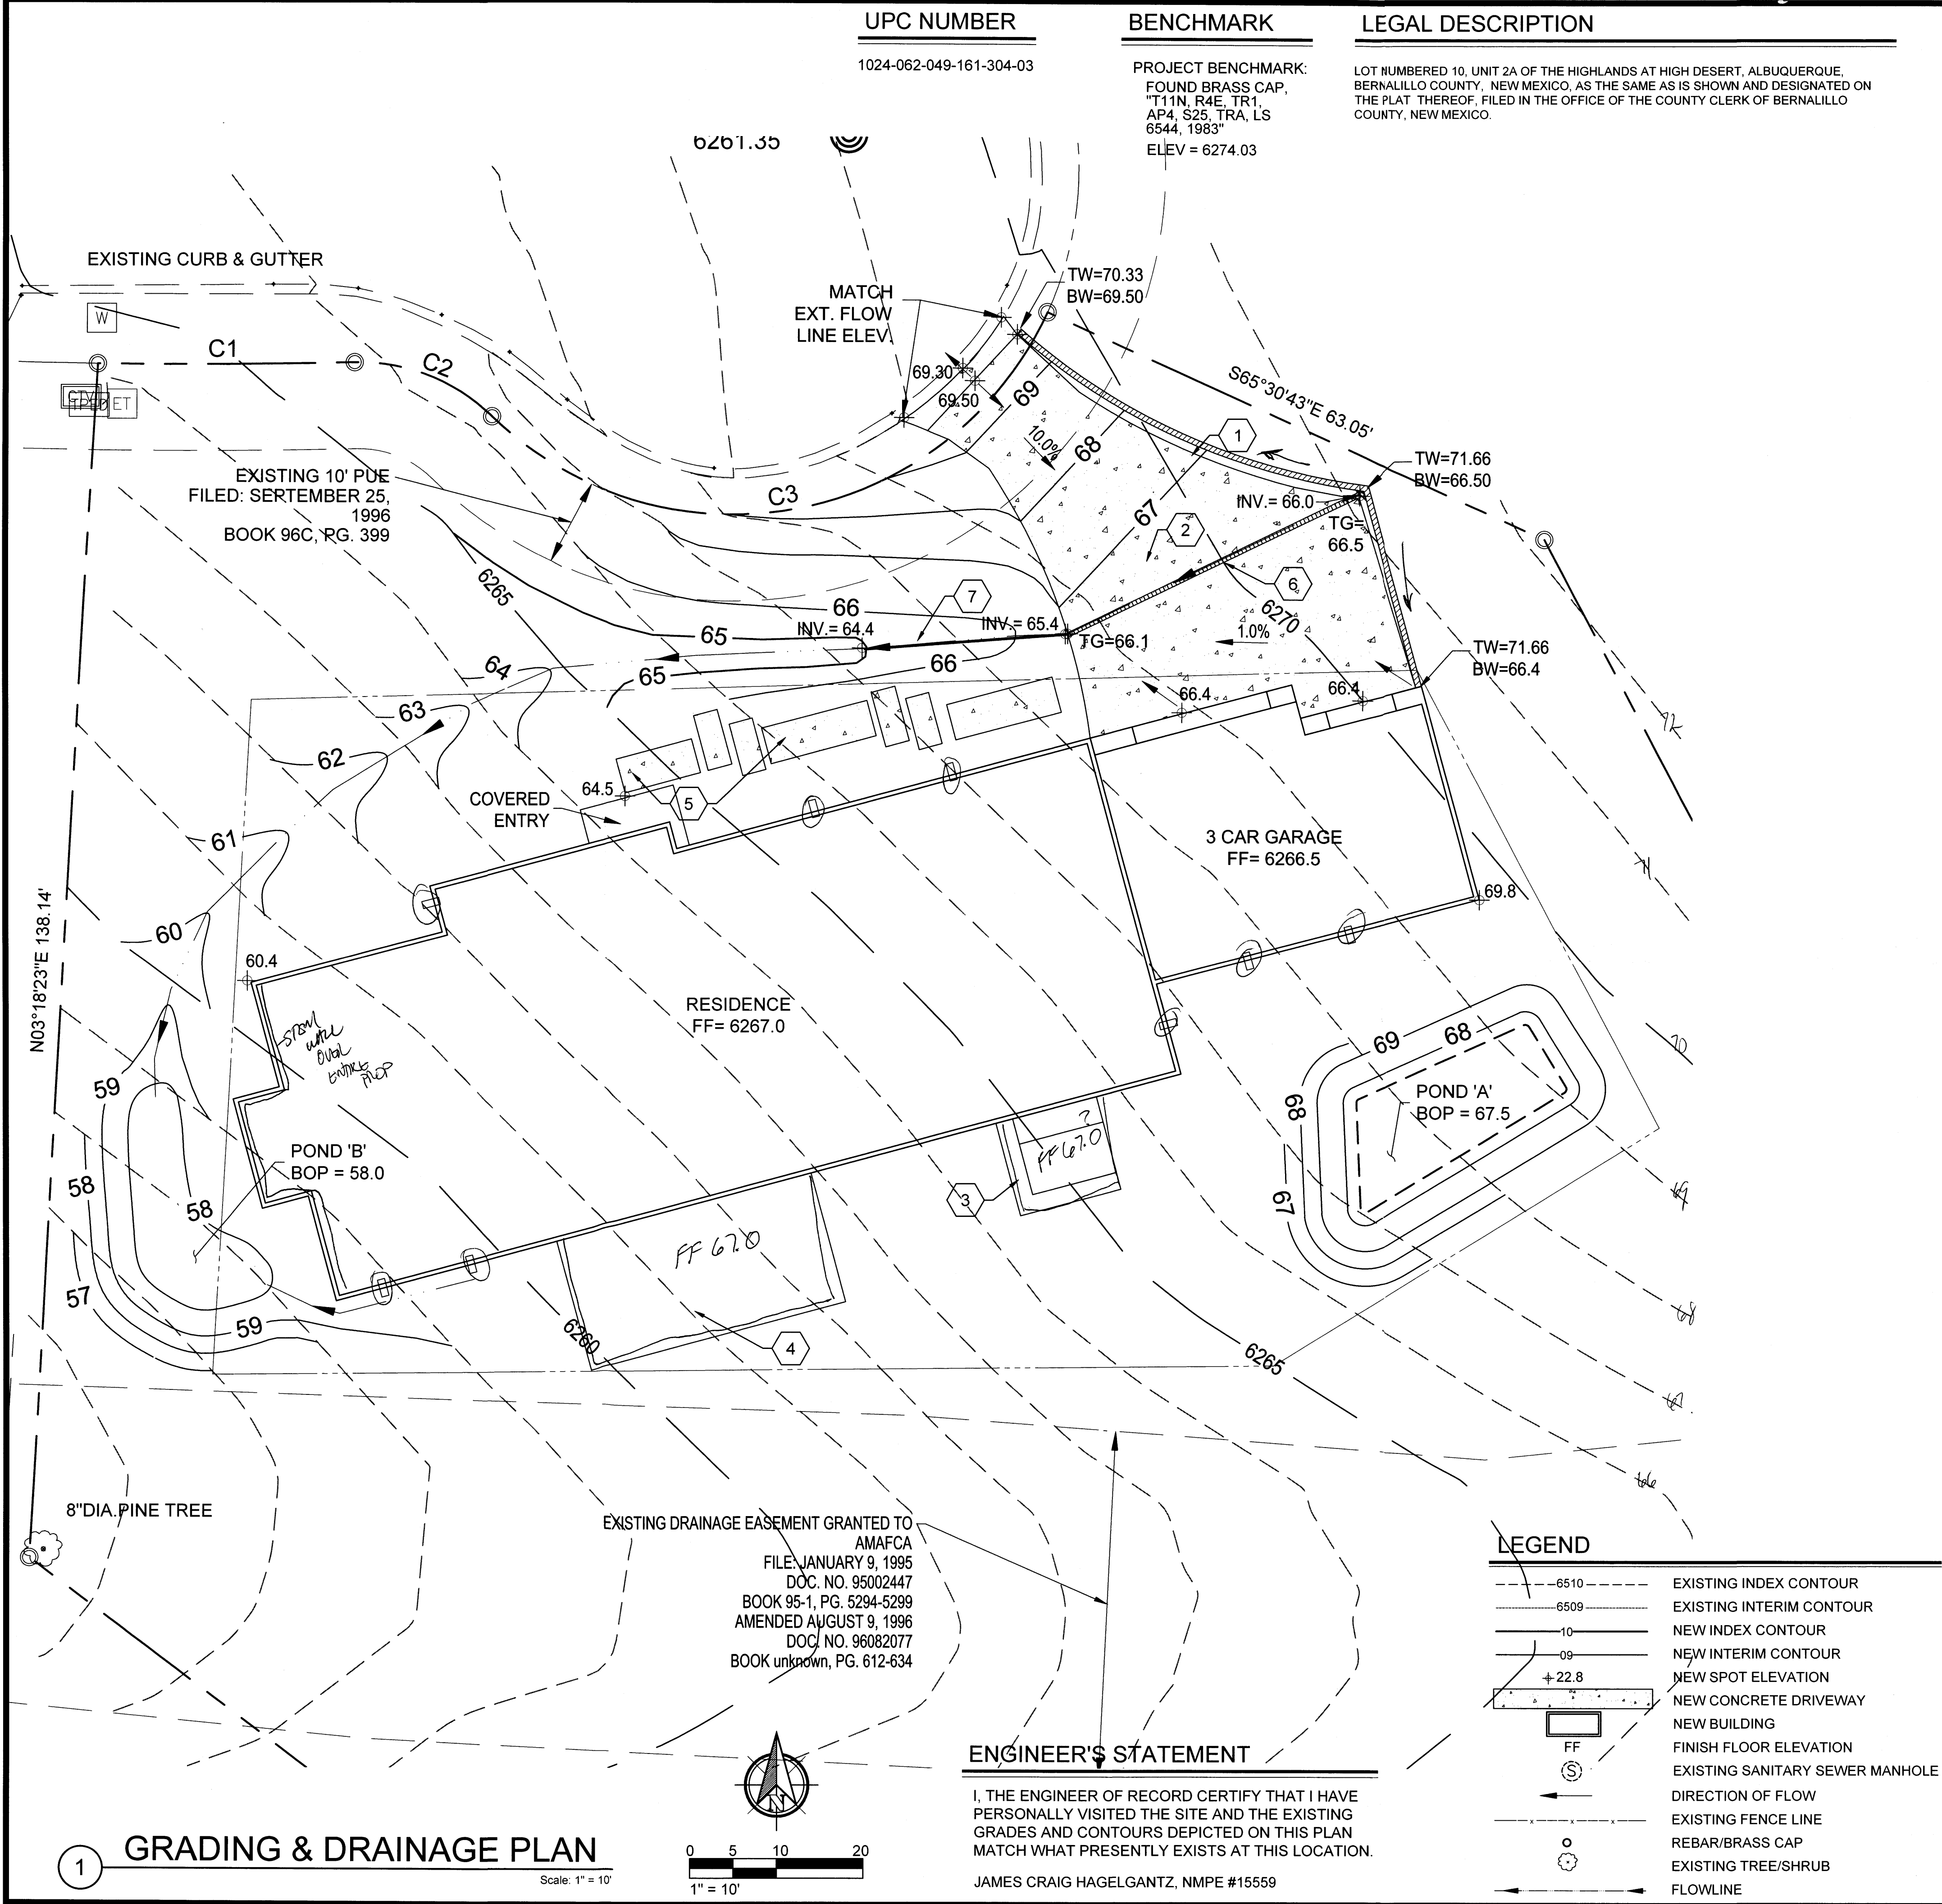 UPC NUMBER
1024-062-049-161-304-03
BENCHMARK
PROJECT BENCHMARK:
FOUND BRASS CAP,
"T11N, R4E, TR1,
AP4, S25, TRA, LS
6544, 1983"
ELEV = 6274.03
LEGAL DESCRIPTION
LOT NUMBERED 10, UNIT 2A OF THE HIGHLANDS AT HIGH DESERT, ALBUQUERQUE,
BERNALILLO COUNTY, NEW MEXICO, AS THE SAME AS IS SHOWN AND DESIGNATED ON
THE PLAT THEREOF, FILED IN THE OFFICE OF THE COUNTY CLERK OF BERNALILLO
COUNTY, NEW MEXICO.
6261.35
EXISTING CURB & GUTTER
W
C1
C2
C3
TPED
ET
MATCH
EXT. FLOW
LINE ELEV.
TW=70.33
BW=69.50
69.30
69.50
69
10.0%
68
S65°30'43"E 63.05'
1
TW=71.66
BW=66.50
INV.= 66.0
TG=
66.5
67
2
6
EXISTING 10' PUE
FILED: SEPTEMBER 25,
1996
BOOK 96C, PG. 399
6265
7
66
65
INV.= 64.4
INV.= 65.4
TG=66.1
6270
1.0%
TW=71.66
BW=66.4
66
65
64
63
62
61
60
66.4
66.4
64.5
5
COVERED
ENTRY
3 CAR GARAGE
FF= 6266.5
69.8
72
71
70
69
68
67
66
N03°18'23"E 138.14'
60.4
RESIDENCE
FF= 6267.0
STEM
WALL
OVER
ENTIRE
PROP
69
68
68
67
POND 'A'
BOP = 67.5
59
58
57
58
59
POND 'B'
BOP = 58.0
?
FF 67.0
3
FF 67.0
4
6260
6265
8"DIA.PINE TREE
EXISTING DRAINAGE EASEMENT GRANTED TO
AMAFCA
FILE: JANUARY 9, 1995
DOC. NO. 95002447
BOOK 95-1, PG. 5294-5299
AMENDED AUGUST 9, 1996
DOC. NO. 96082077
BOOK unknown, PG. 612-634
LEGEND
6510 EXISTING INDEX CONTOUR
6509 EXISTING INTERIM CONTOUR
10 NEW INDEX CONTOUR
09 NEW INTERIM CONTOUR
22.8 NEW SPOT ELEVATION
NEW CONCRETE DRIVEWAY
NEW BUILDING
FF FINISH FLOOR ELEVATION
S EXISTING SANITARY SEWER MANHOLE
DIRECTION OF FLOW
x x x EXISTING FENCE LINE
REBAR/BRASS CAP
EXISTING TREE/SHRUB
FLOWLINE
ENGINEER'S STATEMENT
I, THE ENGINEER OF RECORD CERTIFY THAT I HAVE
PERSONALLY VISITED THE SITE AND THE EXISTING
GRADES AND CONTOURS DEPICTED ON THIS PLAN
MATCH WHAT PRESENTLY EXISTS AT THIS LOCATION.
JAMES CRAIG HAGELGANTZ, NMPE #15559
N
0 5 10 20
1" = 10'
1
GRADING & DRAINAGE PLAN
Scale: 1" = 10'